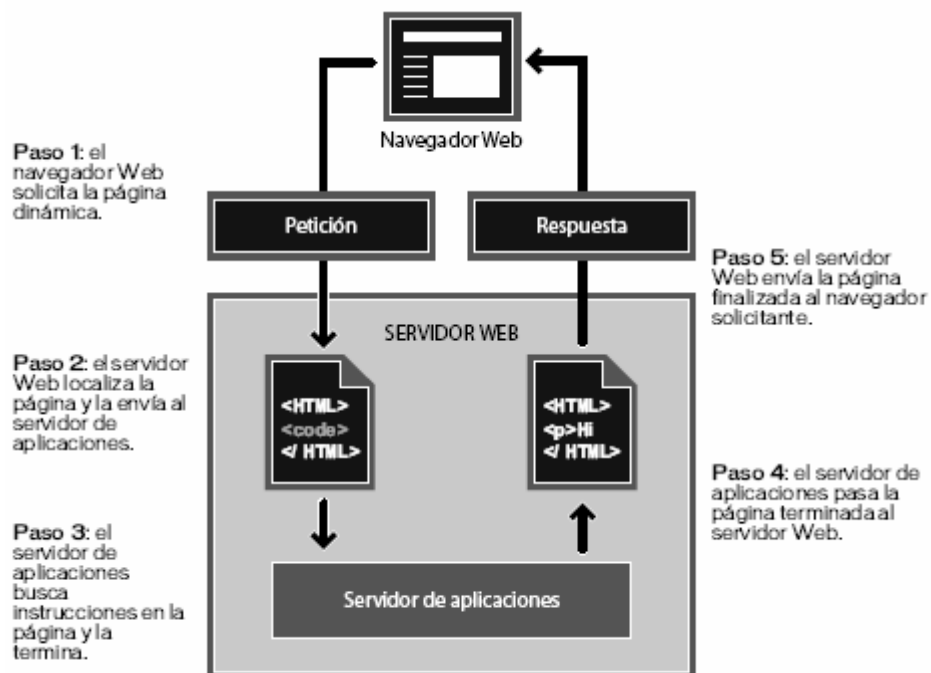 Navegador Web
Paso 1: el
navegador Web
solicita la página
dinámica.
Petición
Respuesta
Paso 5: el servidor
Web envía la página
finalizada al navegador
solicitante.
SERVIDOR WEB
Paso 2: el servidor
Web localiza la
página y la envía al
servidor de
aplicaciones.
<HTML>
<code>
</ HTML>
<HTML>
<p>Hi
</ HTML>
Paso 4: el servidor de
aplicaciones pasa la
página terminada al
servidor Web.
Paso 3: el
servidor de
aplicaciones
busca
instrucciones en la
página y la
termina.
Servidor de aplicaciones